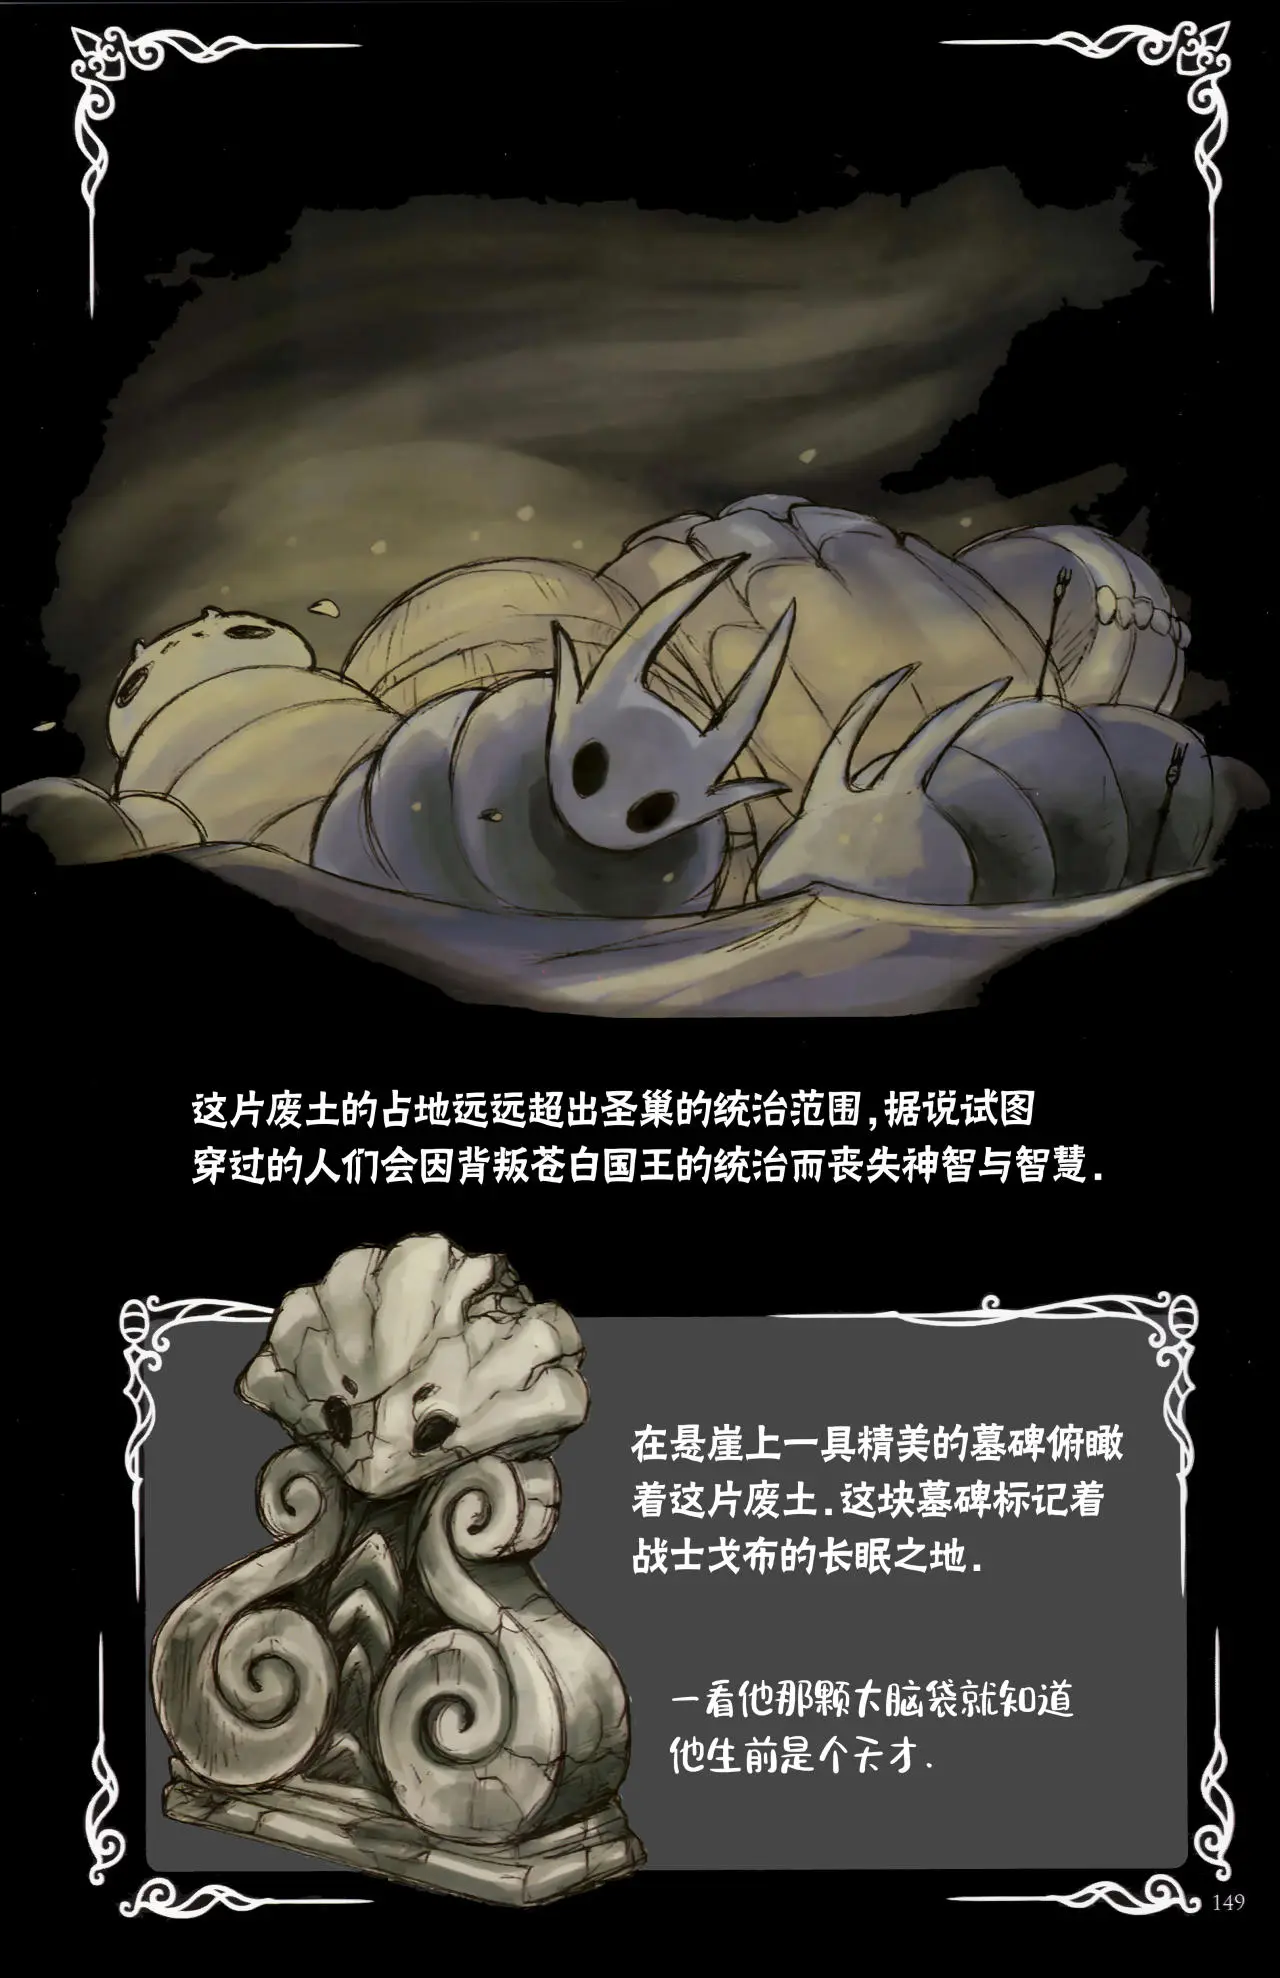 这片废土的占地远远超出圣巢的统治范围,据说试图
穿过的人们会因背叛苍白国王的统治而丧失神智与智慧.
在悬崖上一具精美的墓碑俯瞰
着这片废土.这块墓碑标记着
战士戈布的长眠之地.
一看他那颗大脑袋就知道
他生前是个天才.
149